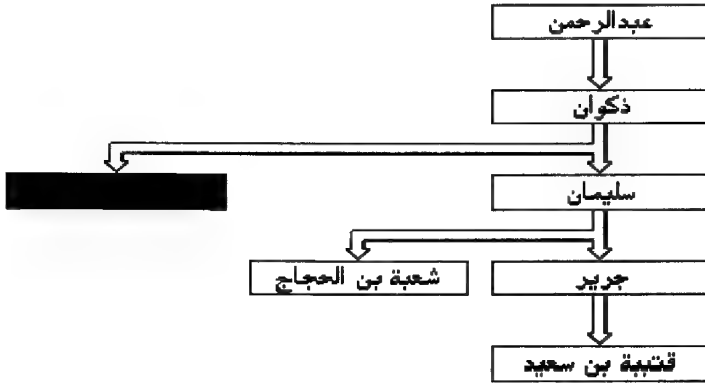 عبدالرحمن
ذكوان
سليمان
شعبة بن الحجاج
جرير
قتيبة بن سعيد